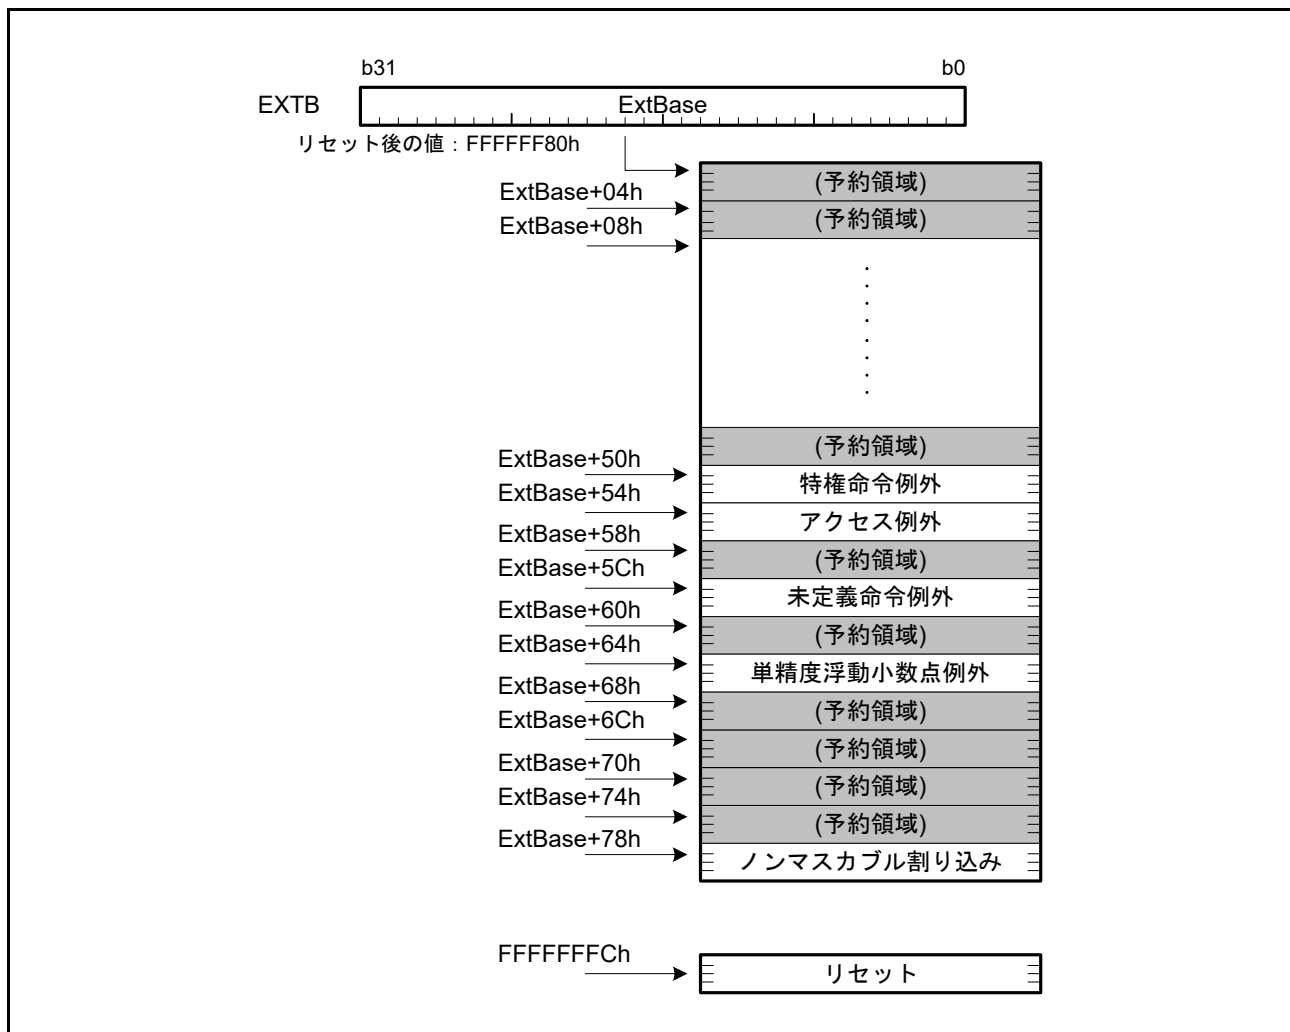 b31 b0
EXTB ExtBase
リセット後の値：FFFFFF80h
(予約領域)
ExtBase+04h
(予約領域)
ExtBase+08h
(予約領域)
ExtBase+50h
特権命令例外
ExtBase+54h
アクセス例外
ExtBase+58h
(予約領域)
ExtBase+5Ch
未定義命令例外
ExtBase+60h
(予約領域)
ExtBase+64h
単精度浮動小数点例外
ExtBase+68h
(予約領域)
ExtBase+6Ch
(予約領域)
ExtBase+70h
(予約領域)
ExtBase+74h
(予約領域)
ExtBase+78h
ノンマスカブル割り込み
FFFFFFFCh
リセット